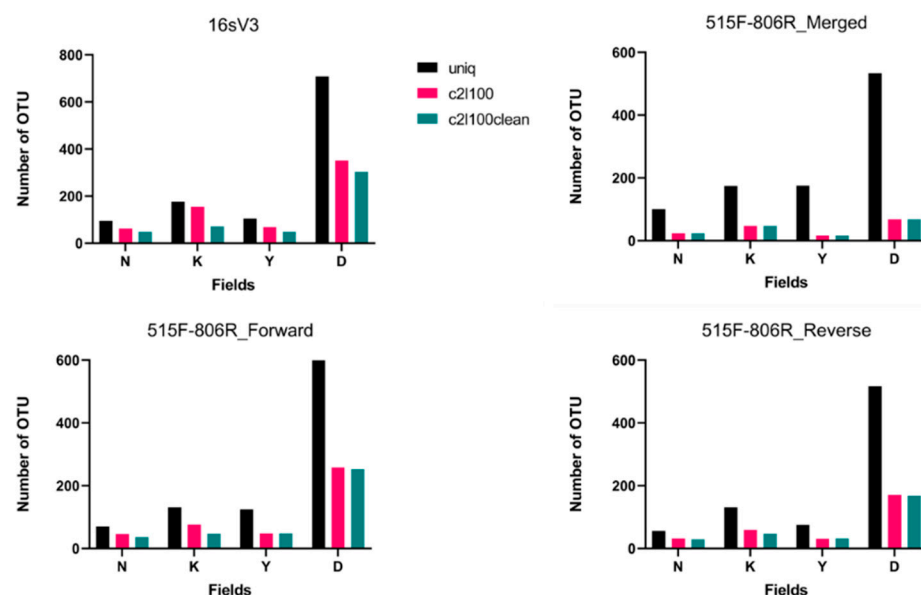 16sV3
Number of OTU
800
600
400
200
0
N K Y D
Fields
uniq
c2l100
c2l100clean
515F-806R_Merged
Number of OTU
600
400
200
0
N K Y D
Fields
515F-806R_Forward
Number of OTU
600
400
200
0
N K Y D
Fields
515F-806R_Reverse
Number of OTU
600
400
200
0
N K Y D
Fields